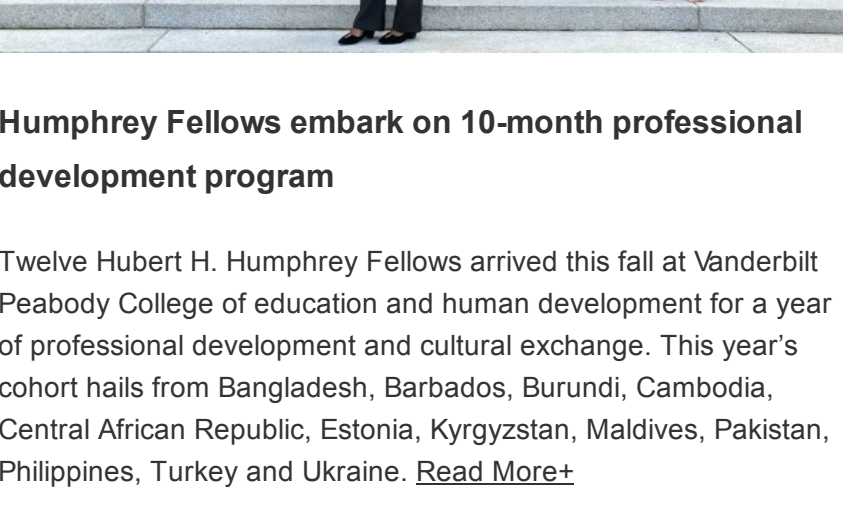 Humphrey Fellows embark on 10-month professional
development program
Twelve Hubert H. Humphrey Fellows arrived this fall at Vanderbilt
Peabody College of education and human development for a year
of professional development and cultural exchange. This year’s
cohort hails from Bangladesh, Barbados, Burundi, Cambodia,
Central African Republic, Estonia, Kyrgyzstan, Maldives, Pakistan,
Philippines, Turkey and Ukraine. Read More+